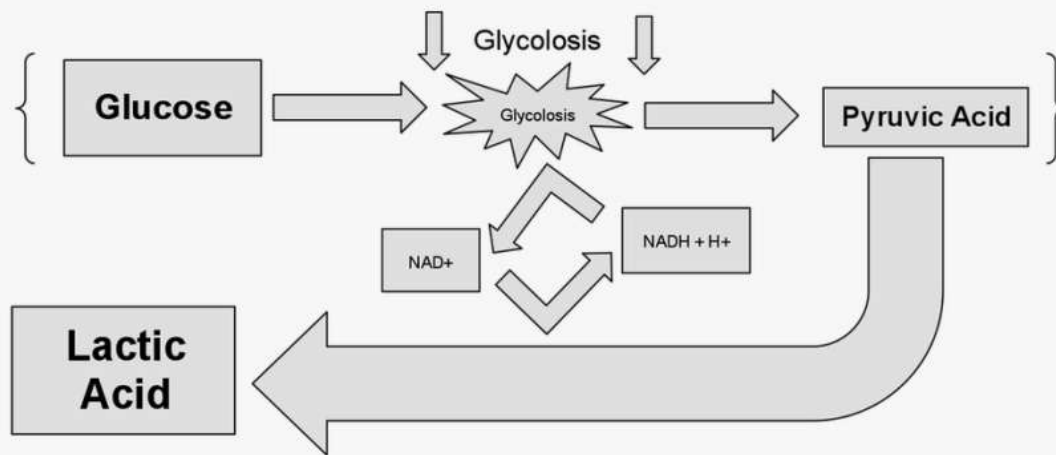 Glycolosis
Glucose
Glycolosis
Pyruvic Acid
NAD+
NADH + H+
Lactic
Acid